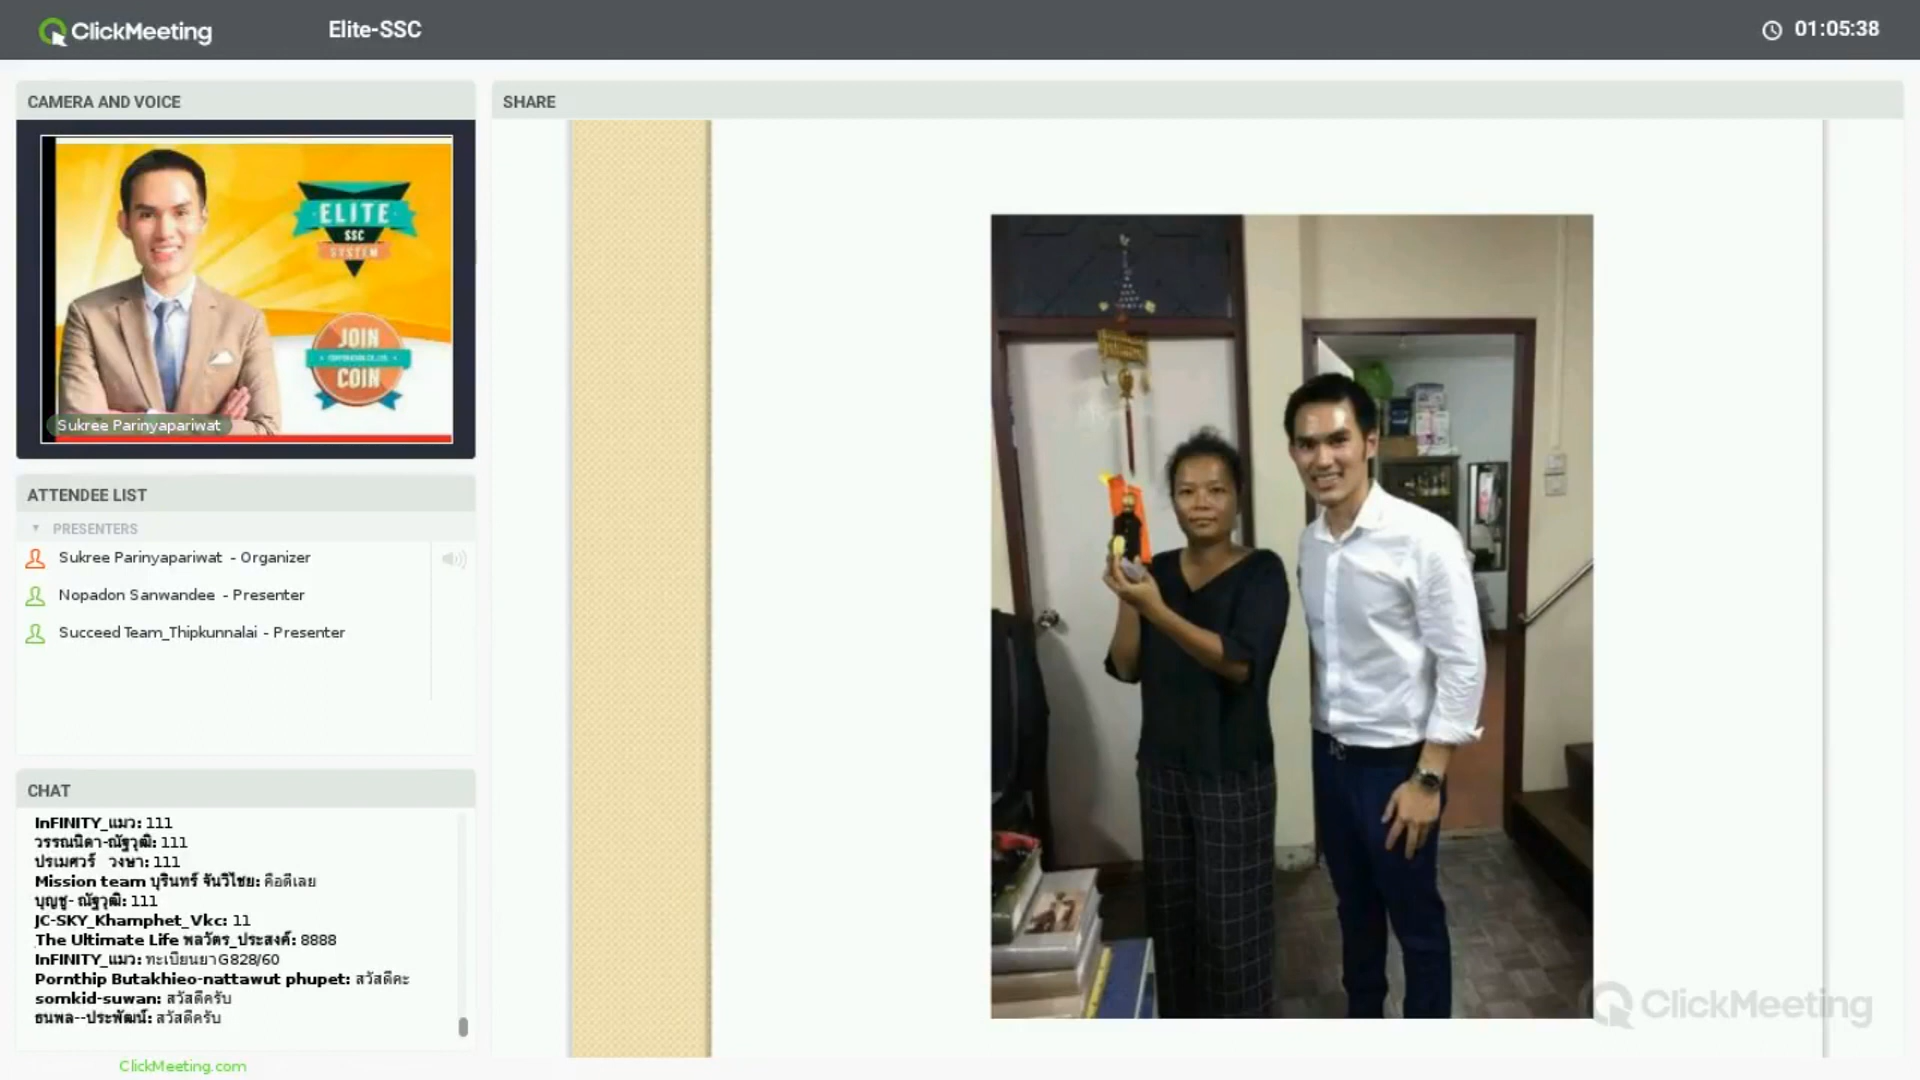 ClickMeeting
Elite-SSC
01:05:38
CAMERA AND VOICE
ELITE
SSC
SYSTEM
JOIN
COIN
Sukree Parinyapariwat
ATTENDEE LIST
PRESENTERS
Sukree Parinyapariwat - Organizer
Nopadon Sanwandee - Presenter
Succeed Team_Thipkunnalai - Presenter
CHAT
InFINITY_แมว: 111
วรรณนิดา-ณัฐวุฒิ: 111
ปรเมศวร์ วงษา: 111
Mission team บุรินทร์ จันวิไชย: คือดีเลย
บุญชู- ณัฐวุฒิ: 111
JC-SKY_Khamphet_Vkc: 11
The Ultimate Life พลวัตร_ประสงค์: 8888
InFINITY_แมว: ทะเบียนยาG828/60
Pornthip Butakhieo-nattawut phupet: สวัสดีคะ
somkid-suwan: สวัสดีครับ
ธนพล--ประพัฒน์: สวัสดีครับ
ClickMeeting.com
SHARE
ClickMeeting